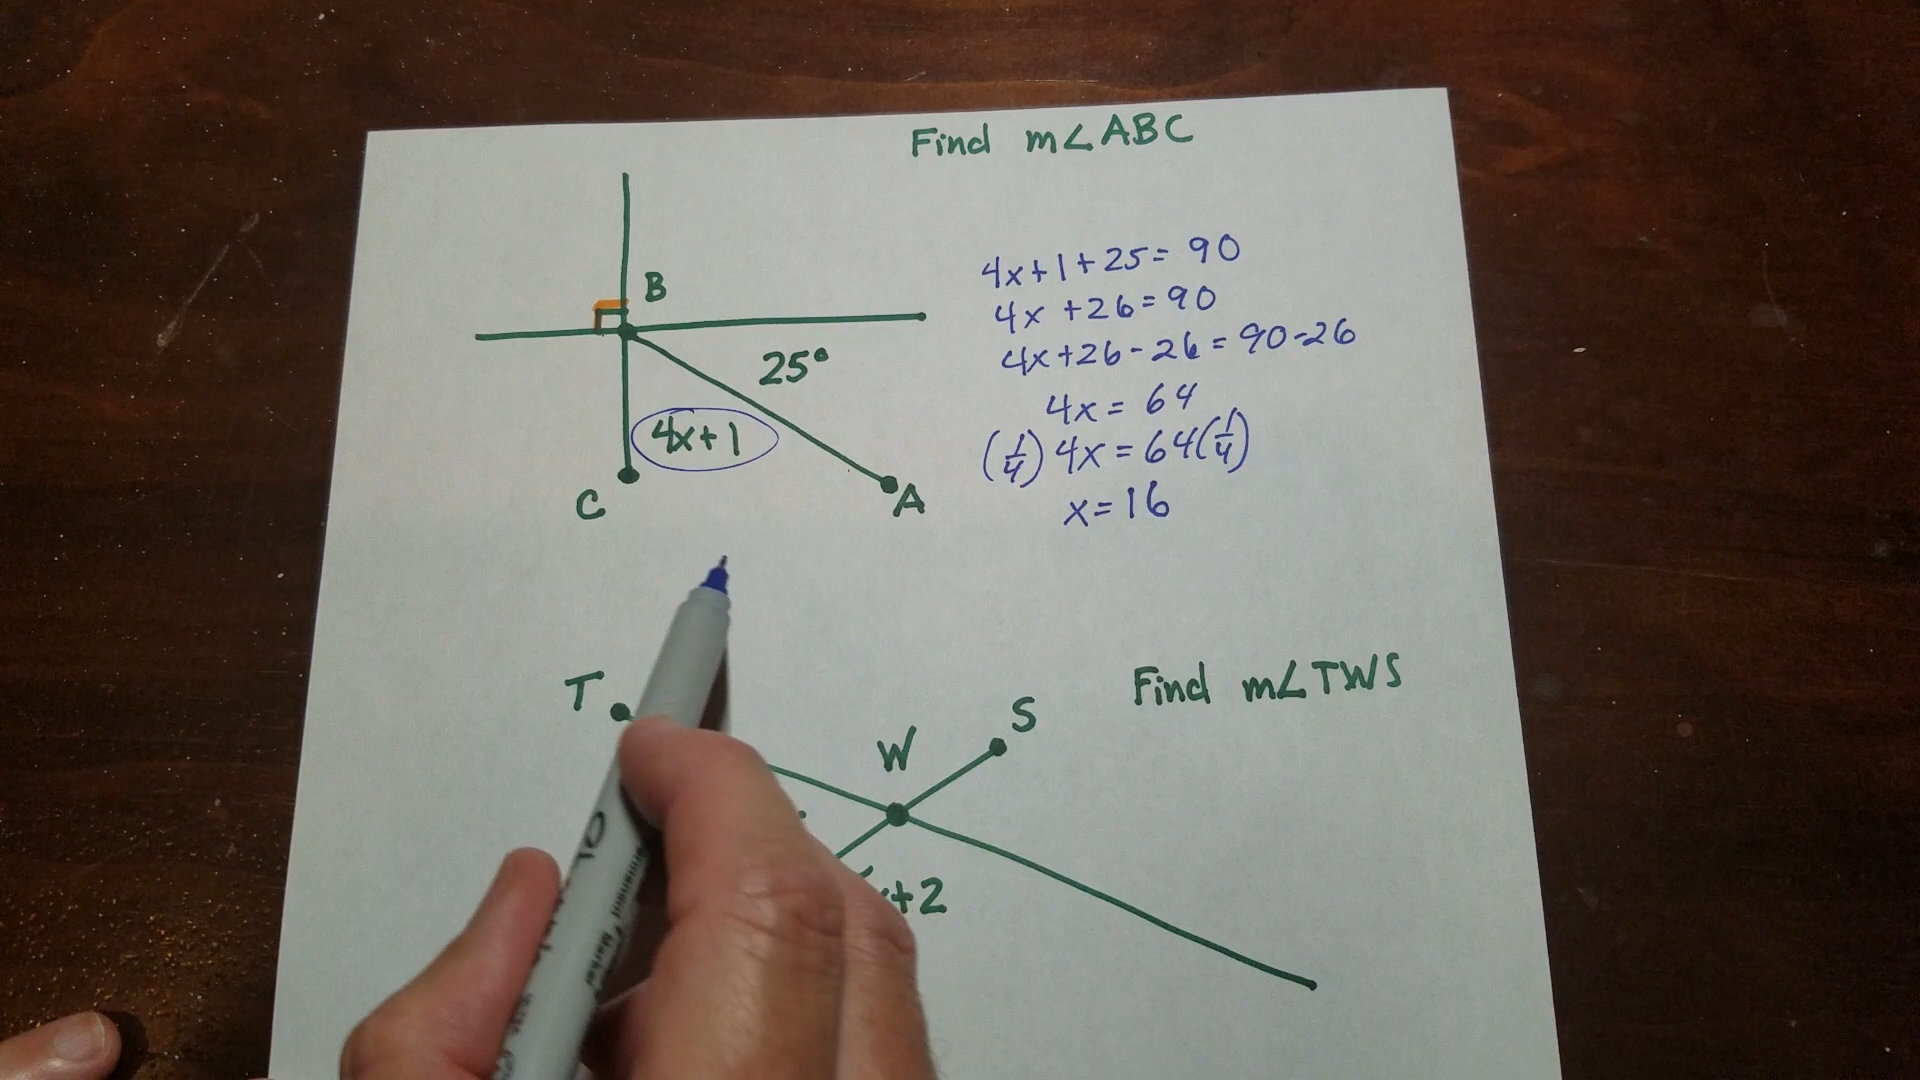 Find m∠ABC
B
25°
4x+1
C
A
4x+1+25=90
4x+26=90
4x+26-26=90-26
4x=64
(1/4)4x=64(1/4)
x=16
Find m∠TWS
T
W
S
+2